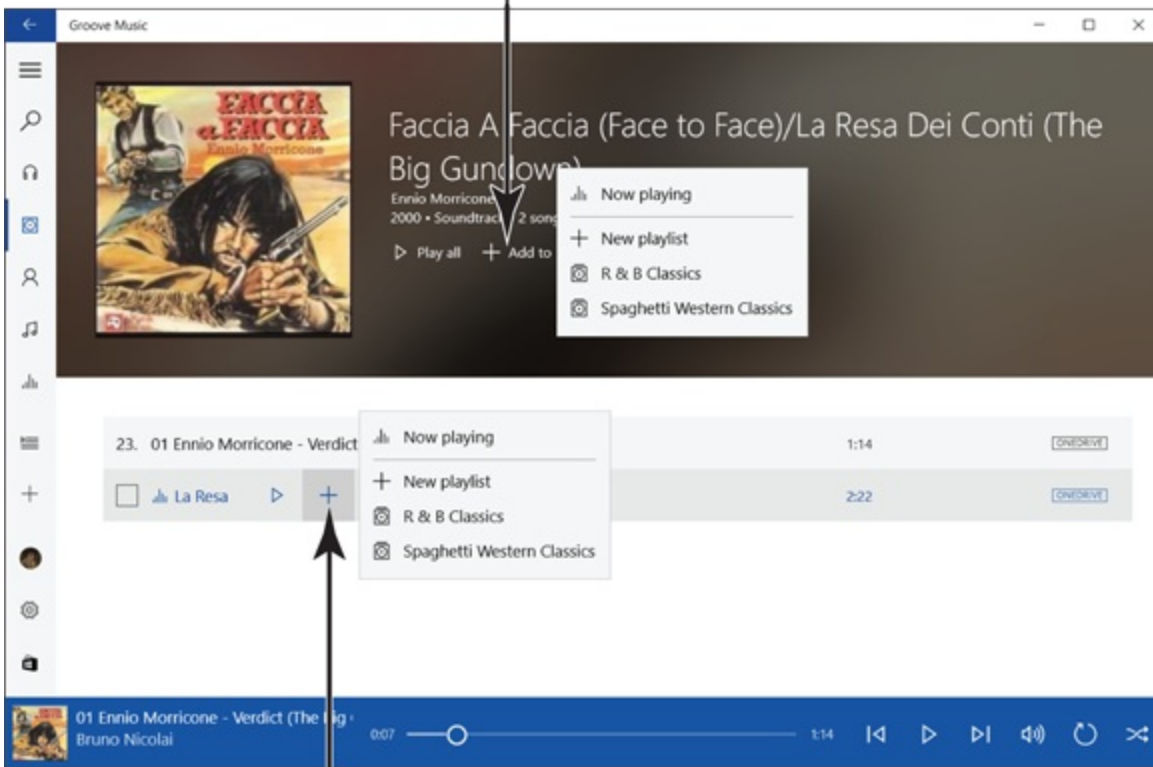 Groove Music
FACCIA
a FACCIA
Ennio Morricone
Faccia A Faccia (Face to Face)/La Resa Dei Conti (The
Big Gundown)
Ennio Morricone
2000 • Soundtrack 2 song
Play all
Add to
Now playing
New playlist
R & B Classics
Spaghetti Western Classics
23. 01 Ennio Morricone - Verdict
1:14
ONEDRIVE
La Resa
2:22
ONEDRIVE
Now playing
New playlist
R & B Classics
Spaghetti Western Classics
01 Ennio Morricone - Verdict (The Big
Bruno Nicolai
0:07
1:14